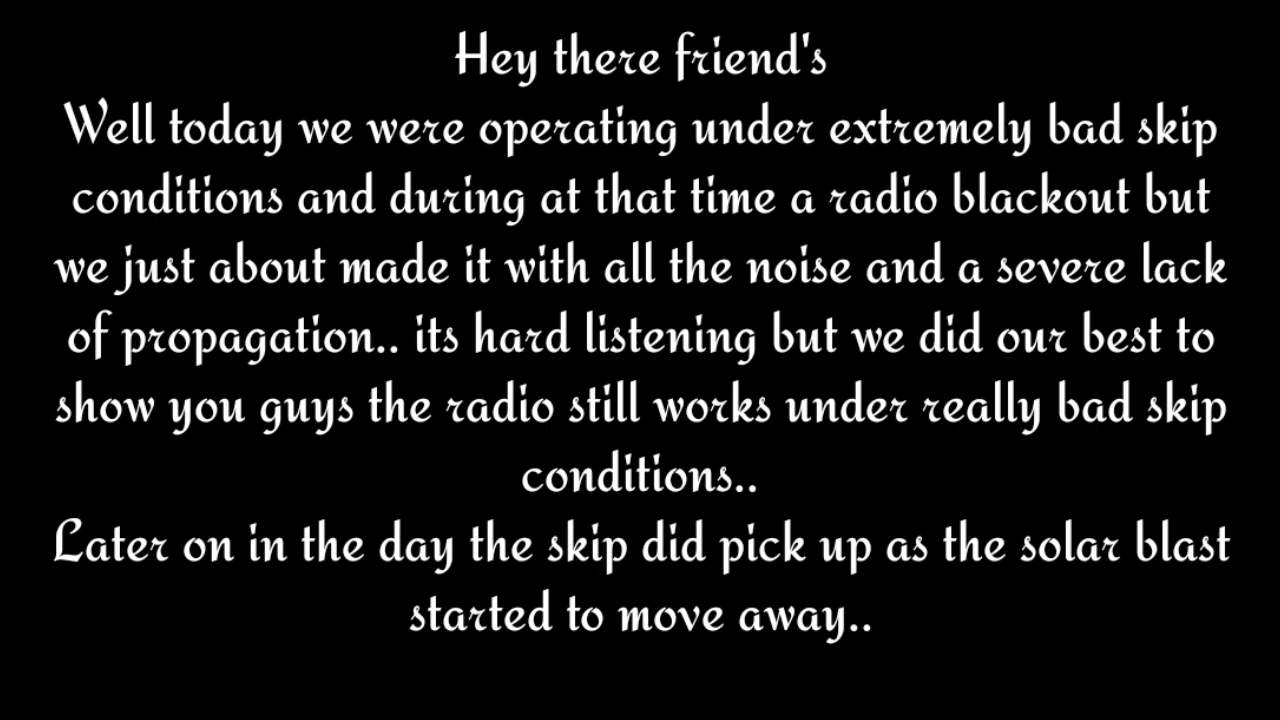 Hey there friend's
Well today we were operating under extremely bad skip
conditions and during at that time a radio blackout but
we just about made it with all the noise and a severe lack
of propagation.. its hard listening but we did our best to
show you guys the radio still works under really bad skip
conditions..
Later on in the day the skip did pick up as the solar blast
started to move away..